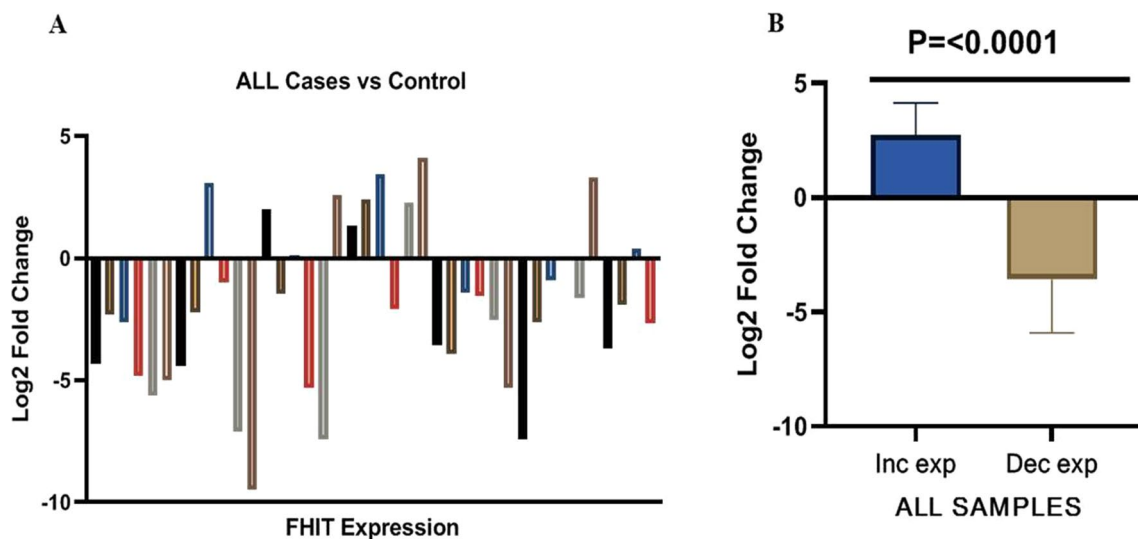 A
ALL Cases vs Control
Log2 Fold Change
5
0
-5
-10
FHIT Expression
B
P=<0.0001
Log2 Fold Change
5
0
-5
-10
Inc exp Dec exp
ALL SAMPLES